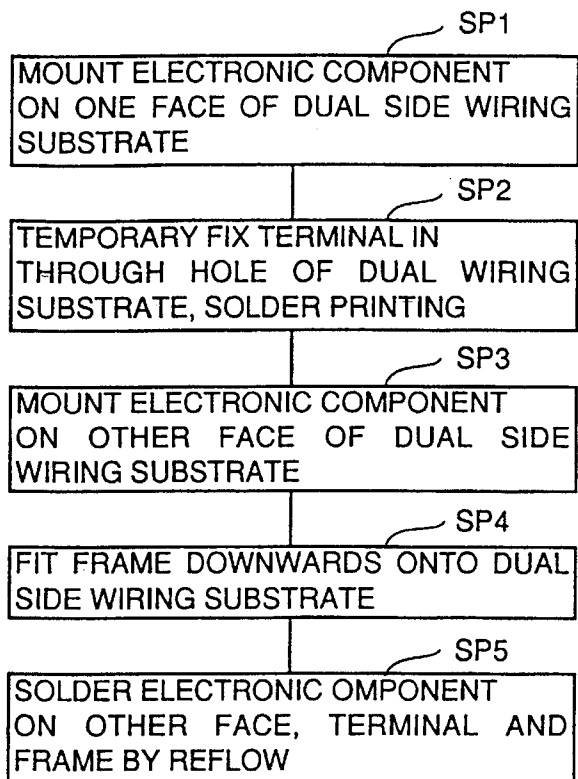 SP1
MOUNT ELECTRONIC COMPONENT
ON ONE FACE OF DUAL SIDE WIRING
SUBSTRATE
SP2
TEMPORARY FIX TERMINAL IN
THROUGH HOLE OF DUAL WIRING
SUBSTRATE, SOLDER PRINTING
SP3
MOUNT ELECTRONIC COMPONENT
ON OTHER FACE OF DUAL SIDE
WIRING SUBSTRATE
SP4
FIT FRAME DOWNWARDS ONTO DUAL
SIDE WIRING SUBSTRATE
SP5
SOLDER ELECTRONIC OMPONENT
ON OTHER FACE, TERMINAL AND
FRAME BY REFLOW